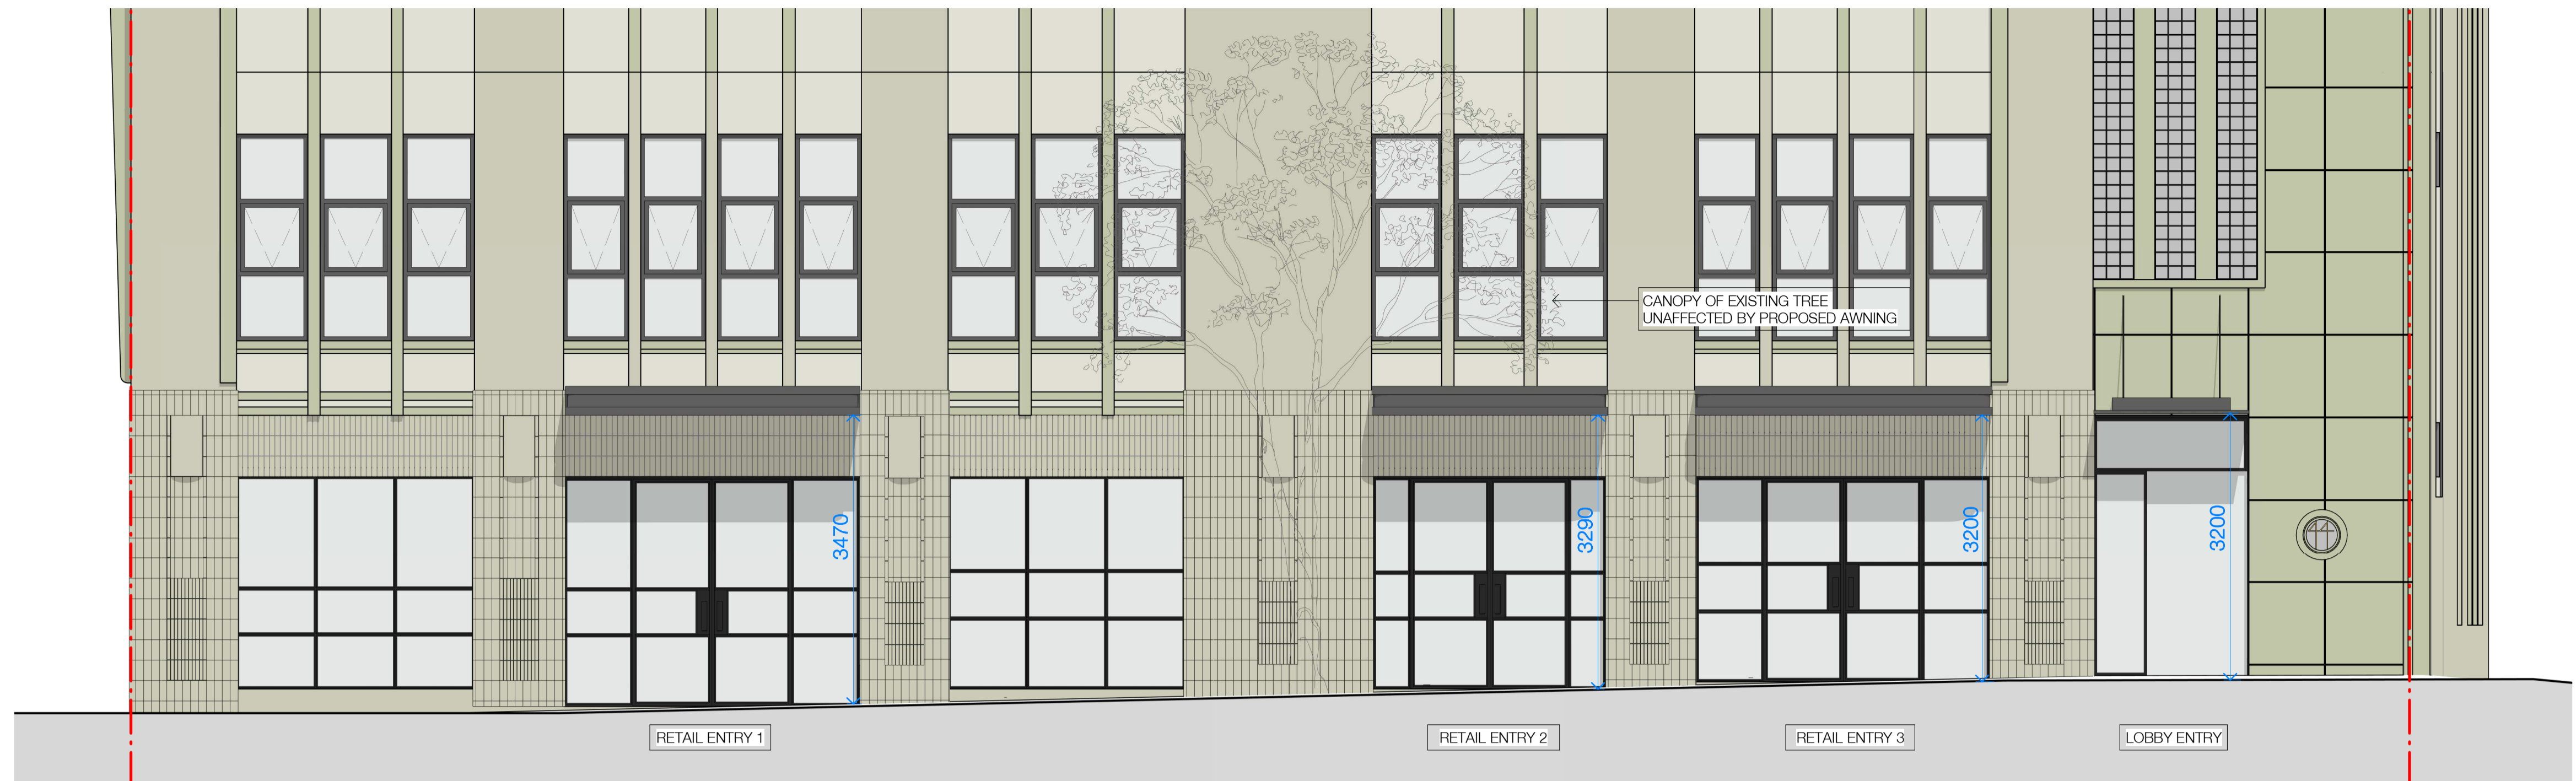 CANOPY OF EXISTING TREE
UNAFFECTED BY PROPOSED AWNING
3470
3290
3200
3200
44
RETAIL ENTRY 1
RETAIL ENTRY 2
RETAIL ENTRY 3
LOBBY ENTRY